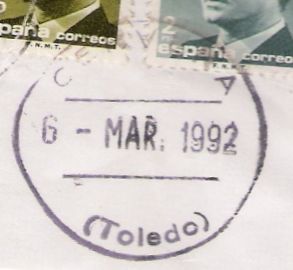 2
españa correos
F.N.M.T.
españa correos
F.N.M.T.
C A
6 - MAR. 1992
(Toledo)